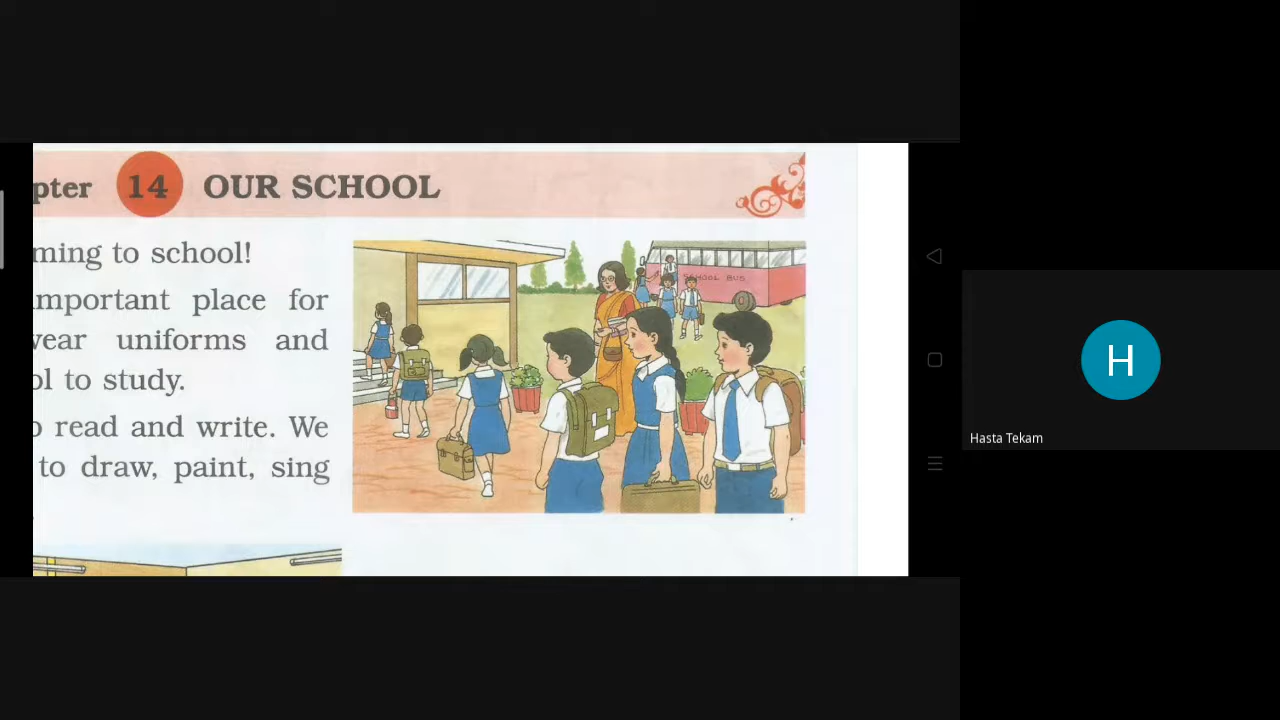 pter 14 OUR SCHOOL
ming to school!
important place for
wear uniforms and
ol to study.
o read and write. We
to draw, paint, sing
SCHOOL BUS
H
Hasta Tekam